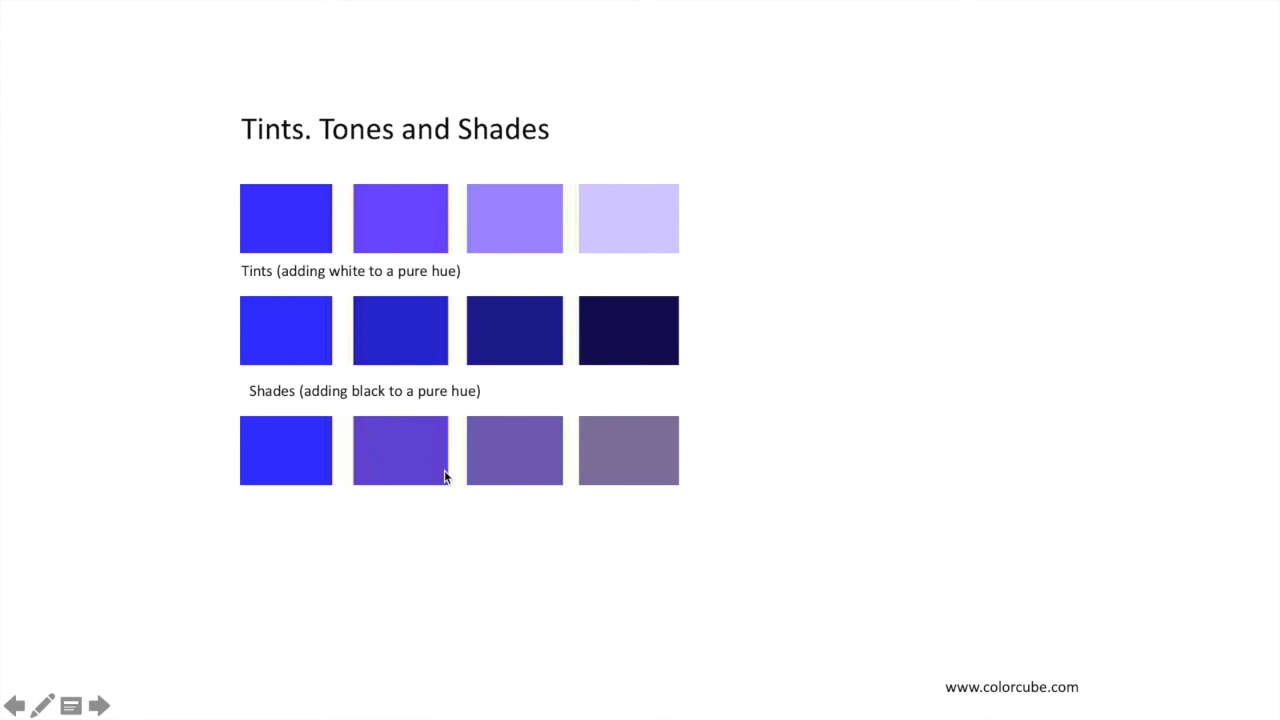 Tints. Tones and Shades
Tints (adding white to a pure hue)
Shades (adding black to a pure hue)
www.colorcube.com